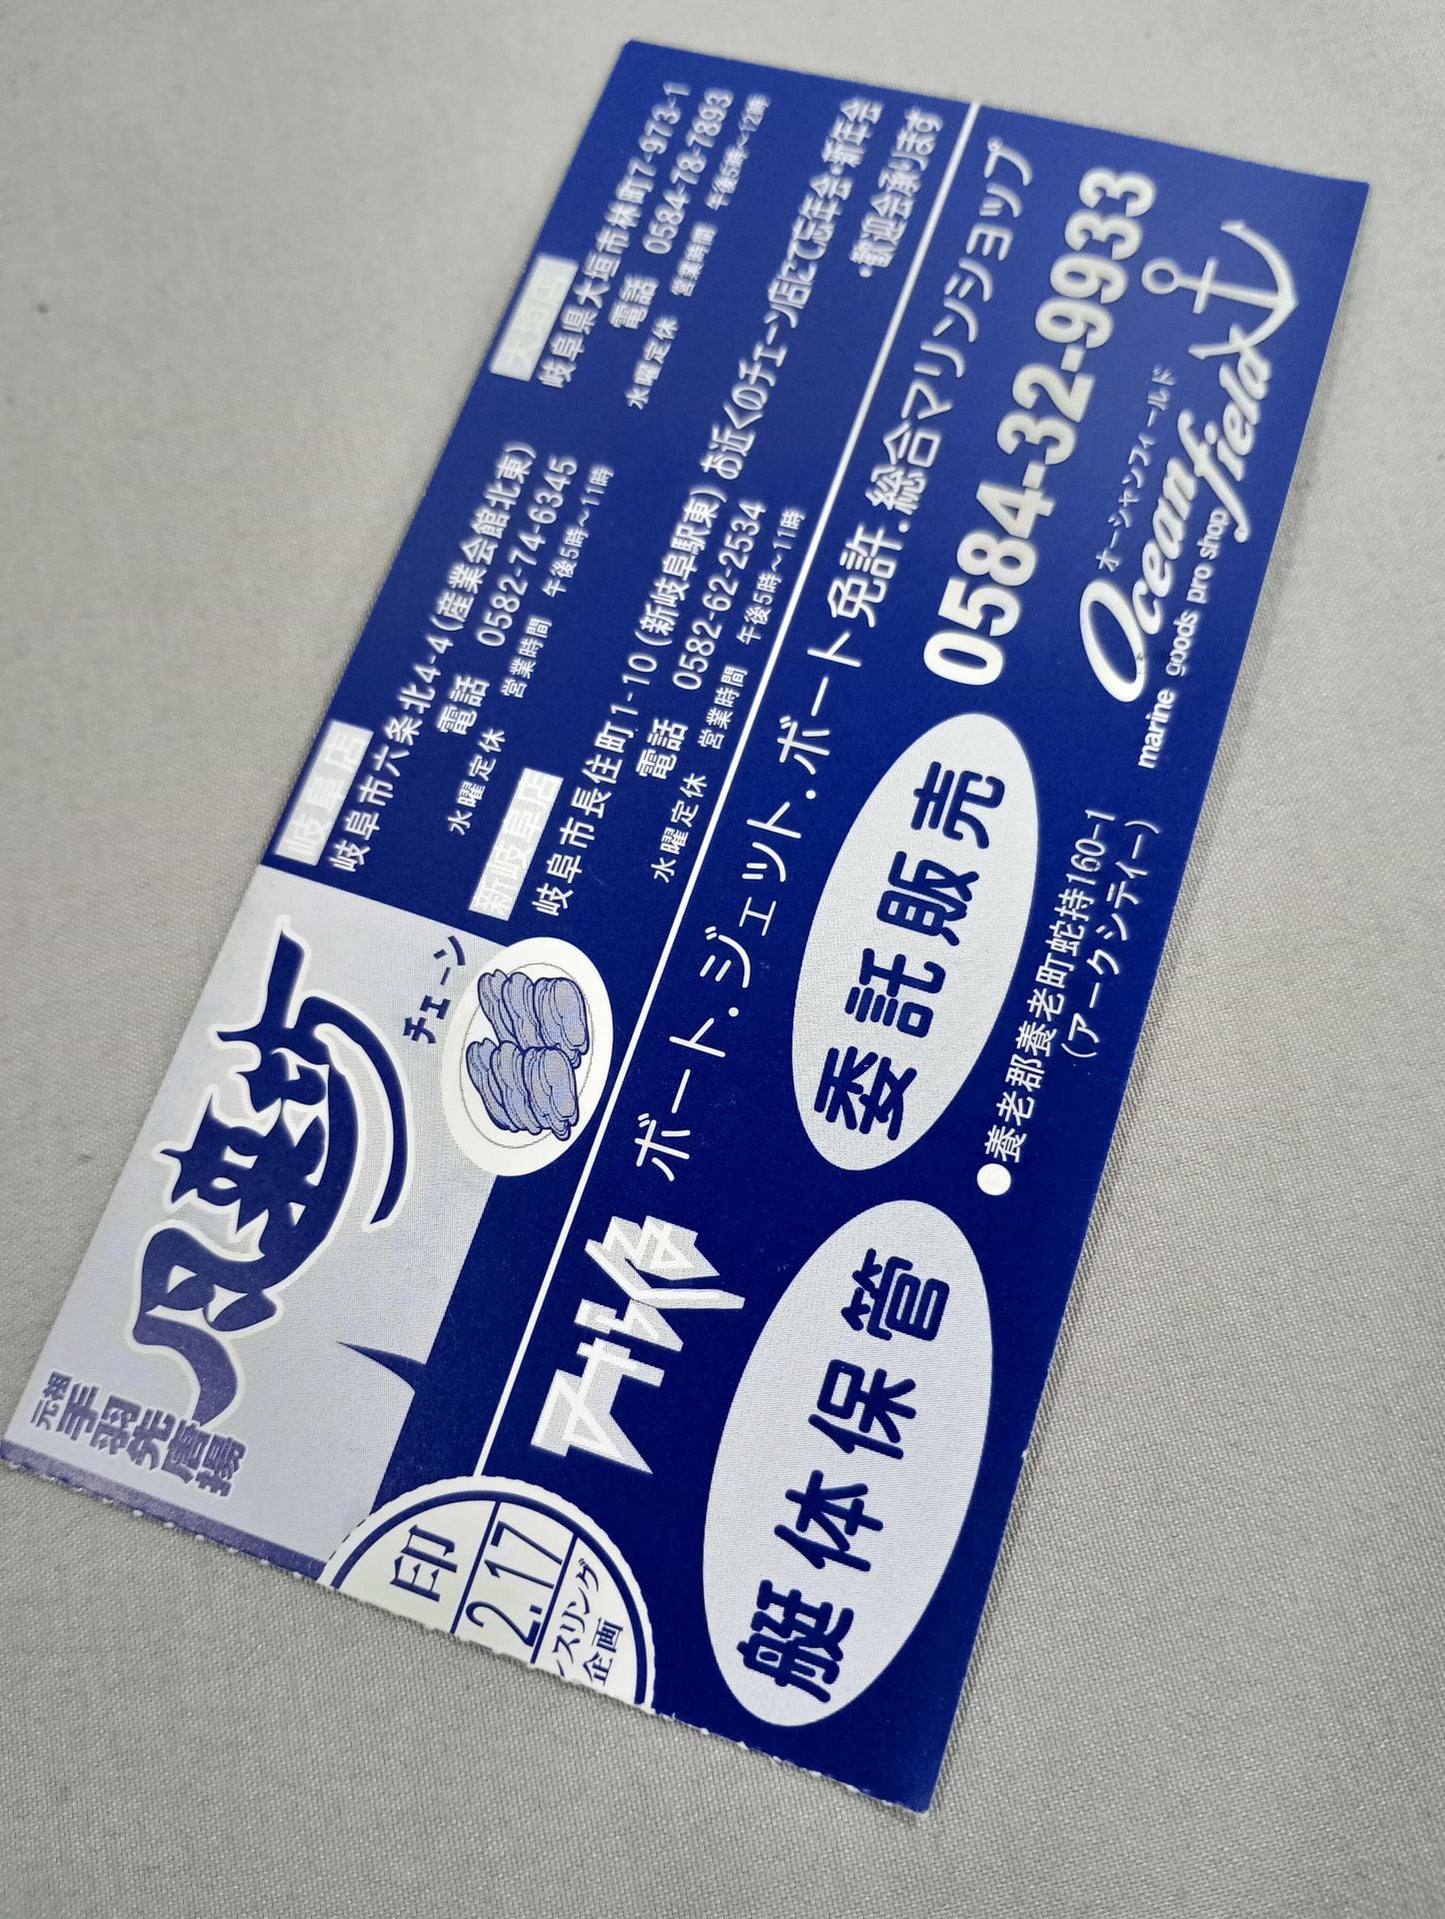 元祖
手羽先唐揚
風来坊
チェーン
岐阜店
岐阜市六条北4-4(産業会館北東)
電話 0582-74-6345
水曜定休 営業時間 午後5時~11時
新岐阜店
岐阜市長住町1-10(新岐阜駅東)
電話 0582-62-2534
水曜定休 営業時間 午後5時~11時
大垣店
岐阜県大垣市林町7-973-1
電話 0584-78-7893
水曜定休 営業時間 午後5時~12時
お近くのチェーン店にて忘年会・新年会
・歓迎会承ります
印
2.17
スリング
企画
ボート.ジェット.ボート免許.総合マリンショップ
艇体保管
委託販売
0584-32-9933
●養老郡養老町蛇持160-1
(アークシティー)
オーシャンフィールド
Oceanfield
marine goods pro shop